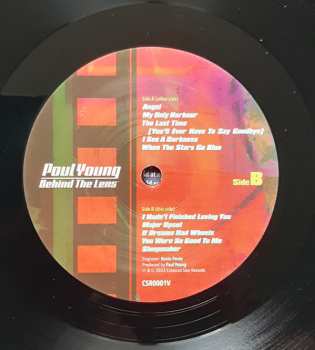 Side A (other side)
Angel
My Only Harbour
The Last Time
(You'll Ever Have To Say Goodbye)
I See A Darkness
When The Stars Go Blue
Paul Young
Behind The Lens
Side B
Side B (this side)
I Hadn't Finished Loving You
Major Upset
If Dreams Had Wheels
You Were So Good To Me
Sleepwalker
Produced by Paul Young
CSR0001V